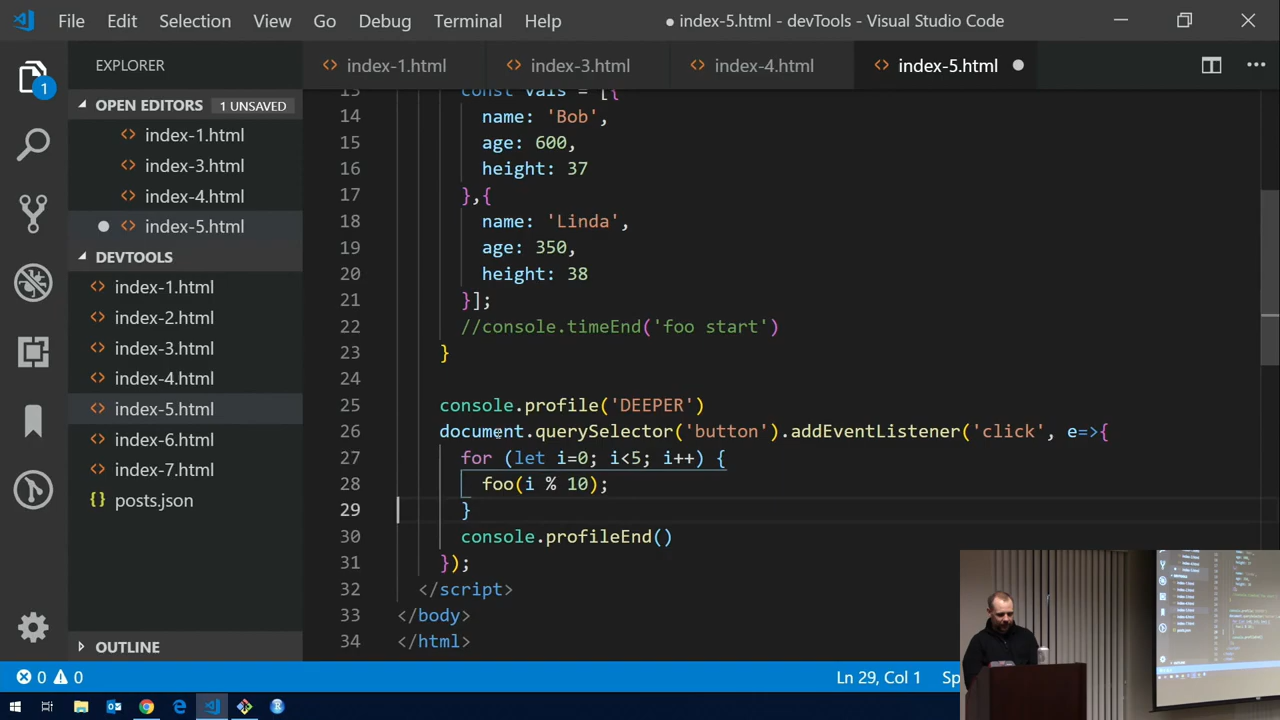 File Edit Selection View Go Debug Terminal Help ● index-5.html - devTools - Visual Studio Code
EXPLORER
index-1.html index-3.html index-4.html index-5.html
1
OPEN EDITORS 1 UNSAVED
index-1.html
index-3.html
index-4.html
index-5.html
DEVTOOLS
index-1.html
index-2.html
index-3.html
index-4.html
index-5.html
index-6.html
index-7.html
{} posts.json
OUTLINE
13 const vals = [{
14 name: 'Bob',
15 age: 600,
16 height: 37
17 },{
18 name: 'Linda',
19 age: 350,
20 height: 38
21 }];
22 //console.timeEnd('foo start')
23 }
24
25 console.profile('DEEPER')
26 document.querySelector('button').addEventListener('click', e=>{
27 for (let i=0; i<5; i++) {
28 foo(i % 10);
29 }
30 console.profileEnd()
31 });
32 </script>
33 </body>
34 </html>
0 0 Ln 29, Col 1 Sp